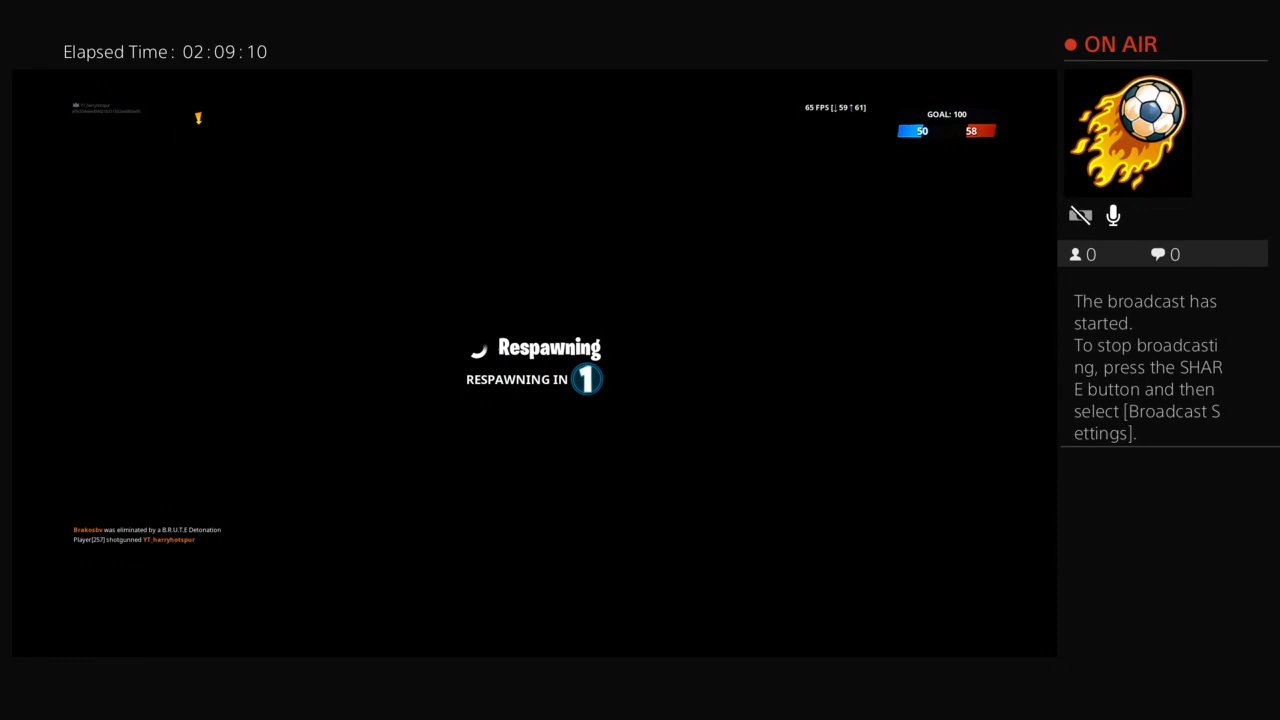 Elapsed Time: 02:09:10
ON AIR
YT_harryhotspur
65 FPS [↓59↑61]
GOAL: 100
50 58
0 0
Respawning
RESPAWNING IN 1
The broadcast has
started.
To stop broadcasti
ng, press the SHAR
E button and then
select [Broadcast S
ettings].
Brakosbv was eliminated by a B.R.U.T.E Detonation
Player[257] shotgunned YT_harryhotspur